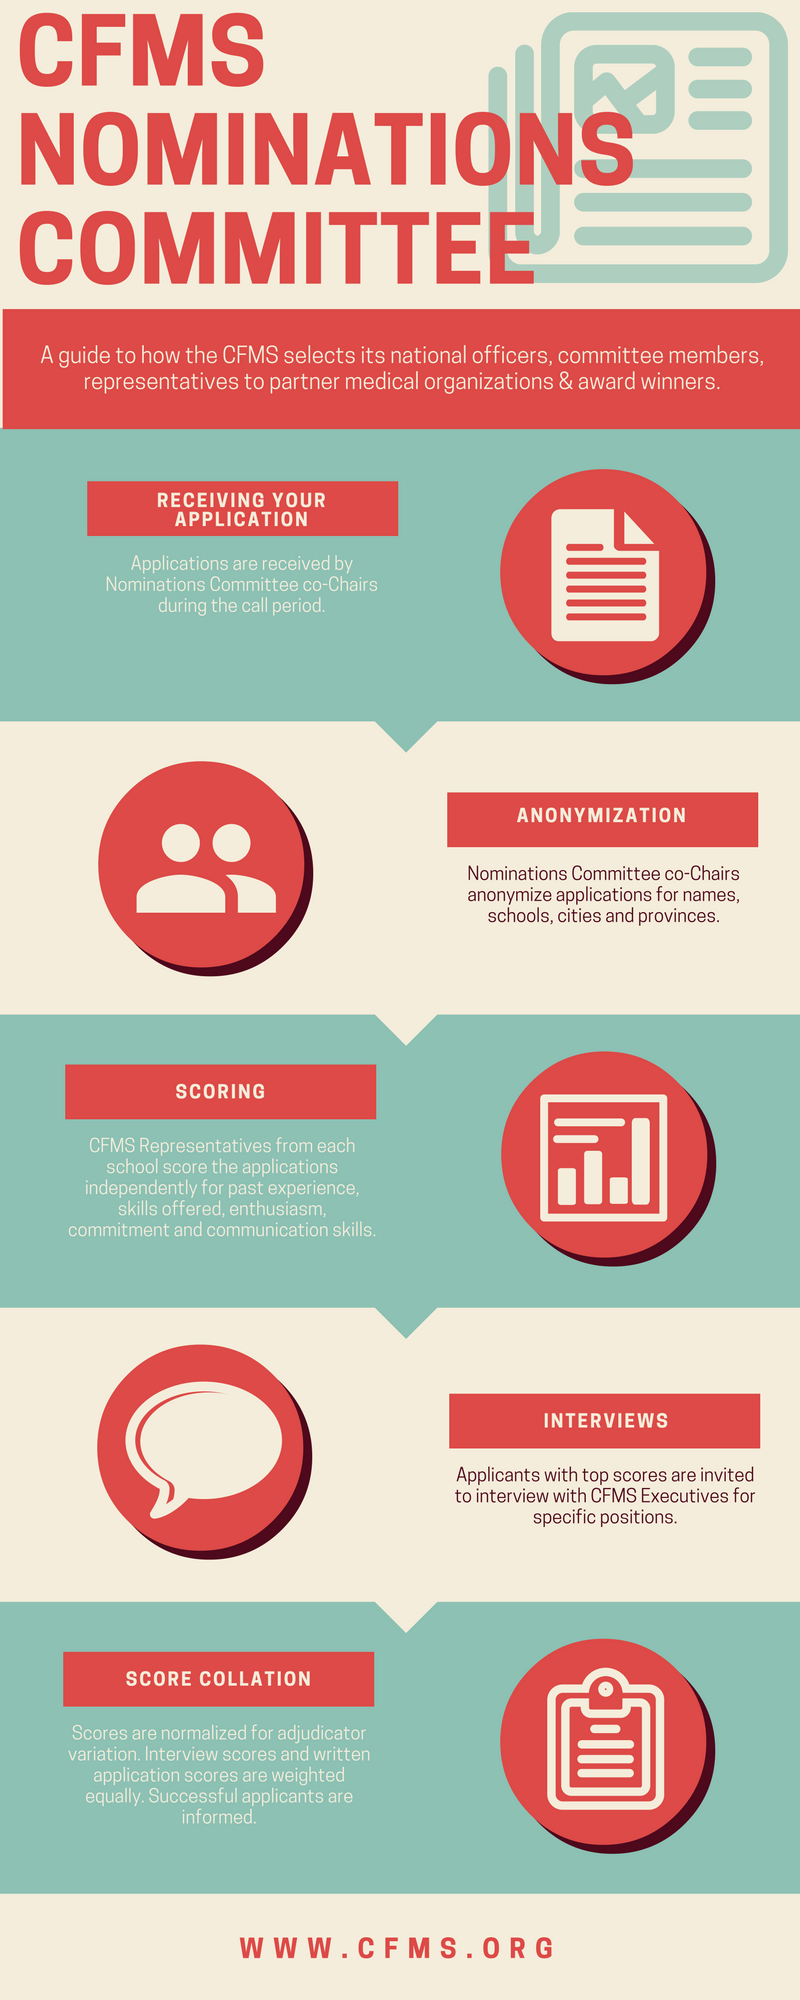 CFMS
NOMINATIONS
COMMITTEE
A guide to how the CFMS selects its national officers, committee members,
representatives to partner medical organizations & award winners.
RECEIVING YOUR
APPLICATION
Applications are received by
Nominations Committee co-Chairs
during the call period.
ANONYMIZATION
Nominations Committee co-Chairs
anonymize applications for names,
schools, cities and provinces.
SCORING
CFMS Representatives from each
school score the applications
independently for past experience,
skills offered, enthusiasm,
commitment and communication skills.
INTERVIEWS
Applicants with top scores are invited
to interview with CFMS Executives for
specific positions.
SCORE COLLATION
Scores are normalized for adjudicator
variation. Interview scores and written
application scores are weighted
equally. Successful applicants are
informed.
WWW.CFMS.ORG